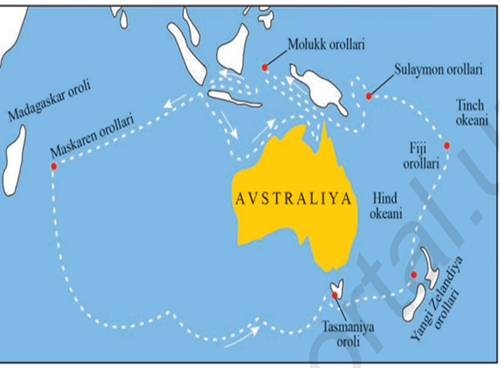 Molukk orollari
Sulaymon orollari
Madagaskar oroli
Maskaren orollari
Tinch
okeani
Fiji
orollari
AVSTRALIYA
Hind
okeani
Yangi Zelandiya
orollari
Tasmaniya
oroli
ortal.u